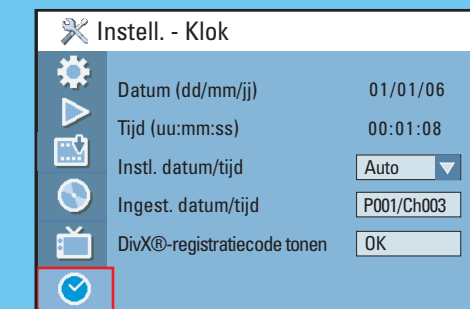 Instell. - Klok
Datum (dd/mm/jj) 01/01/06
Tijd (uu:mm:ss) 00:01:08
Instl. datum/tijd Auto
Ingest. datum/tijd P001/Ch003
DivX®-registratiecode tonen OK